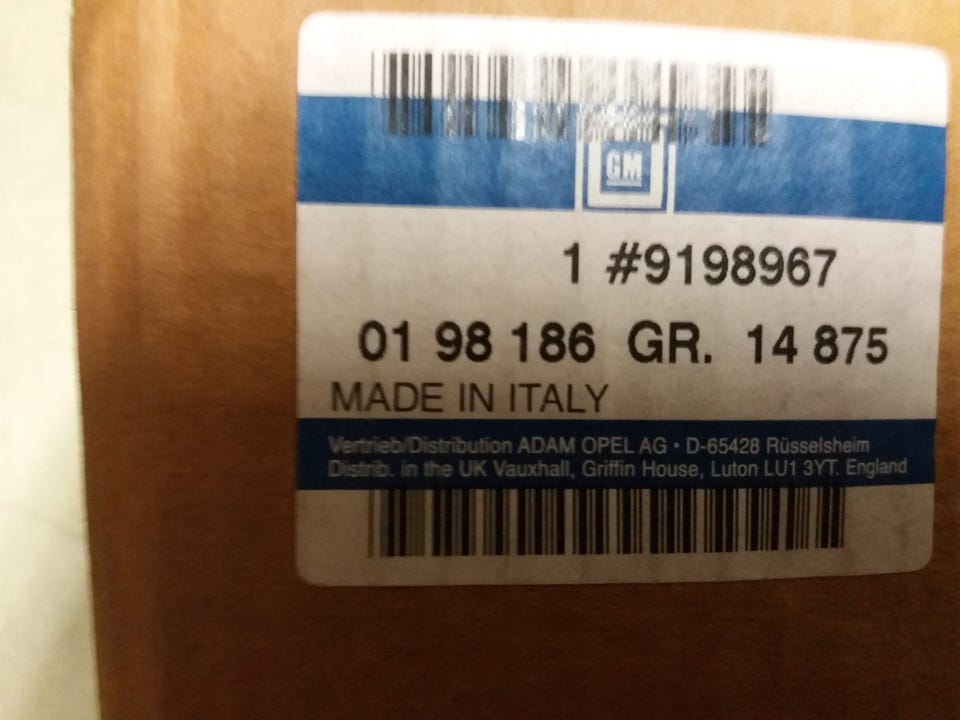 GM
1 #9198967
01 98 186 GR. 14 875
MADE IN ITALY
Vertrieb/Distribution ADAM OPEL AG • D-65428 Rüsselsheim
Distrib. in the UK Vauxhall, Griffin House, Luton LU1 3YT. England